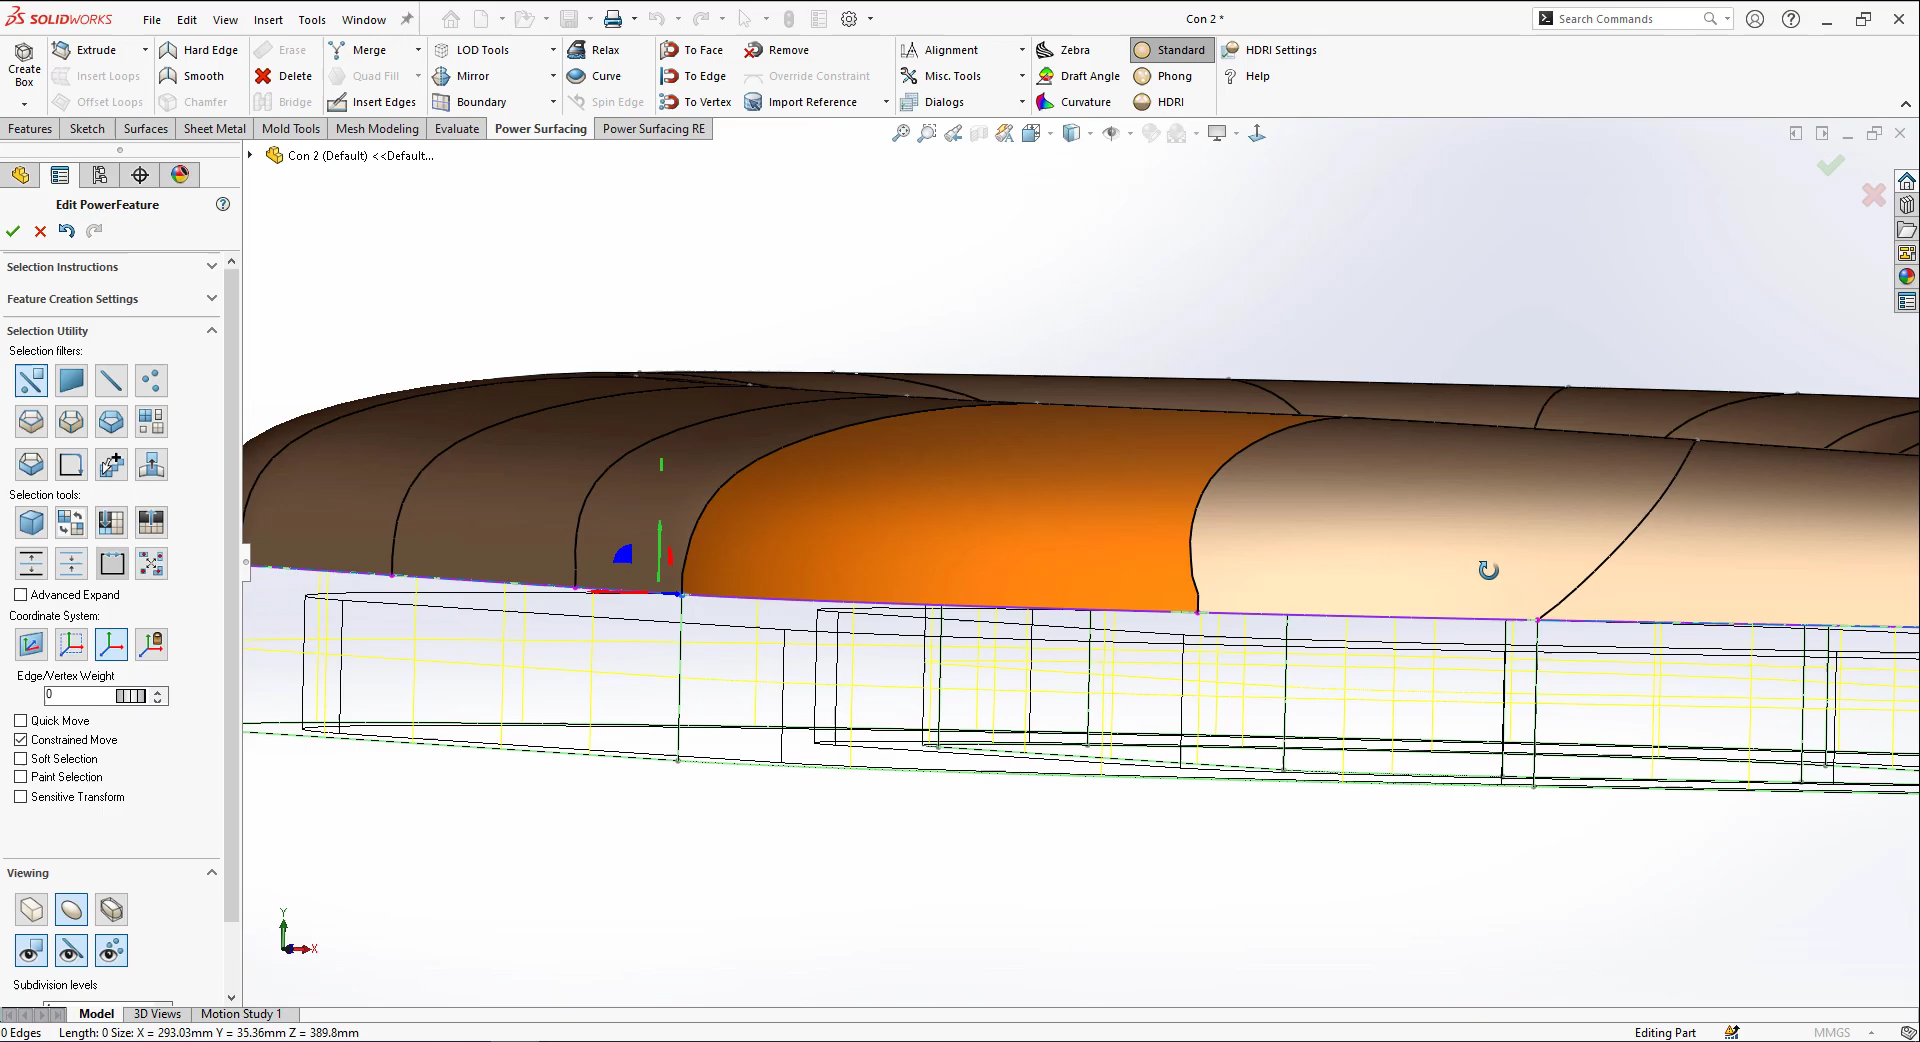 SOLIDWORKS File Edit View Insert Tools Window Con 2 * Search Commands
Create Box
Extrude Hard Edge Erase Merge LOD Tools Relax To Face Remove Alignment Zebra Standard HDRI Settings
Insert Loops Smooth Delete Quad Fill Mirror Curve To Edge Override Constraint Misc. Tools Draft Angle Phong Help
Offset Loops Chamfer Bridge Insert Edges Boundary Spin Edge To Vertex Import Reference Dialogs Curvature HDRI
Features Sketch Surfaces Sheet Metal Mold Tools Mesh Modeling Evaluate Power Surfacing Power Surfacing RE
Con 2 (Default) <<Default...
Edit PowerFeature
Selection Instructions
Feature Creation Settings
Selection Utility
Selection filters:
Selection tools:
Advanced Expand
Coordinate System:
Edge/Vertex Weight
0
Quick Move
Constrained Move
Soft Selection
Paint Selection
Sensitive Transform
Viewing
Subdivision levels
Y
X
Model 3D Views Motion Study 1
0 Edges Length: 0 Size: X = 293.03mm Y = 35.36mm Z = 389.8mm Editing Part MMGS